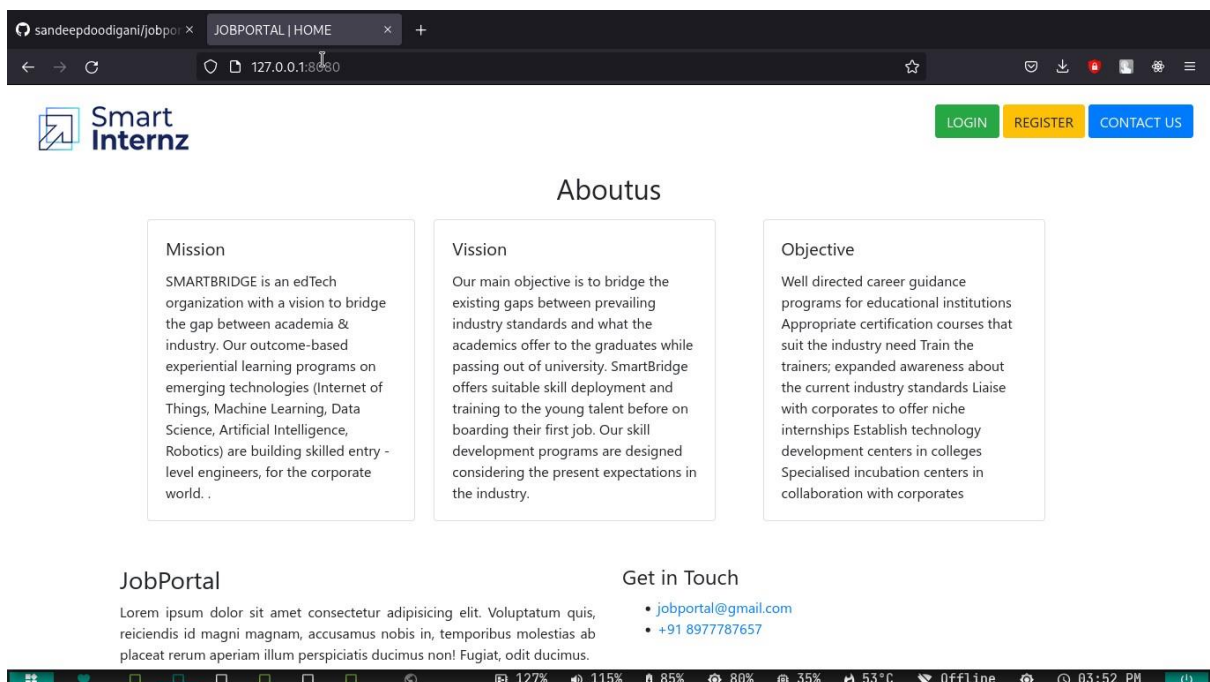 sandeepdoodigani/jobpor
JOBPORTAL | HOME
127.0.0.1:8080
Smart
Internz
LOGIN
REGISTER
CONTACT US
Aboutus
Mission
SMARTBRIDGE is an edTech
organization with a vision to bridge
the gap between academia &
industry. Our outcome-based
experiential learning programs on
emerging technologies (Internet of
Things, Machine Learning, Data
Science, Artificial Intelligence,
Robotics) are building skilled entry -
level engineers, for the corporate
world. .
Vission
Our main objective is to bridge the
existing gaps between prevailing
industry standards and what the
academics offer to the graduates while
passing out of university. SmartBridge
offers suitable skill deployment and
training to the young talent before on
boarding their first job. Our skill
development programs are designed
considering the present expectations in
the industry.
Objective
Well directed career guidance
programs for educational institutions
Appropriate certification courses that
suit the industry need Train the
trainers; expanded awareness about
the current industry standards Liaise
with corporates to offer niche
internships Establish technology
development centers in colleges
Specialised incubation centers in
collaboration with corporates
JobPortal
Lorem ipsum dolor sit amet consectetur adipisicing elit. Voluptatum quis,
reiciendis id magni magnam, accusamus nobis in, temporibus molestias ab
placeat rerum aperiam illum perspiciatis ducimus non! Fugiat, odit ducimus.
Get in Touch
jobportal@gmail.com
+91 8977787657
127% 115% 85% 80% 35% 53°C Offline 03:52 PM